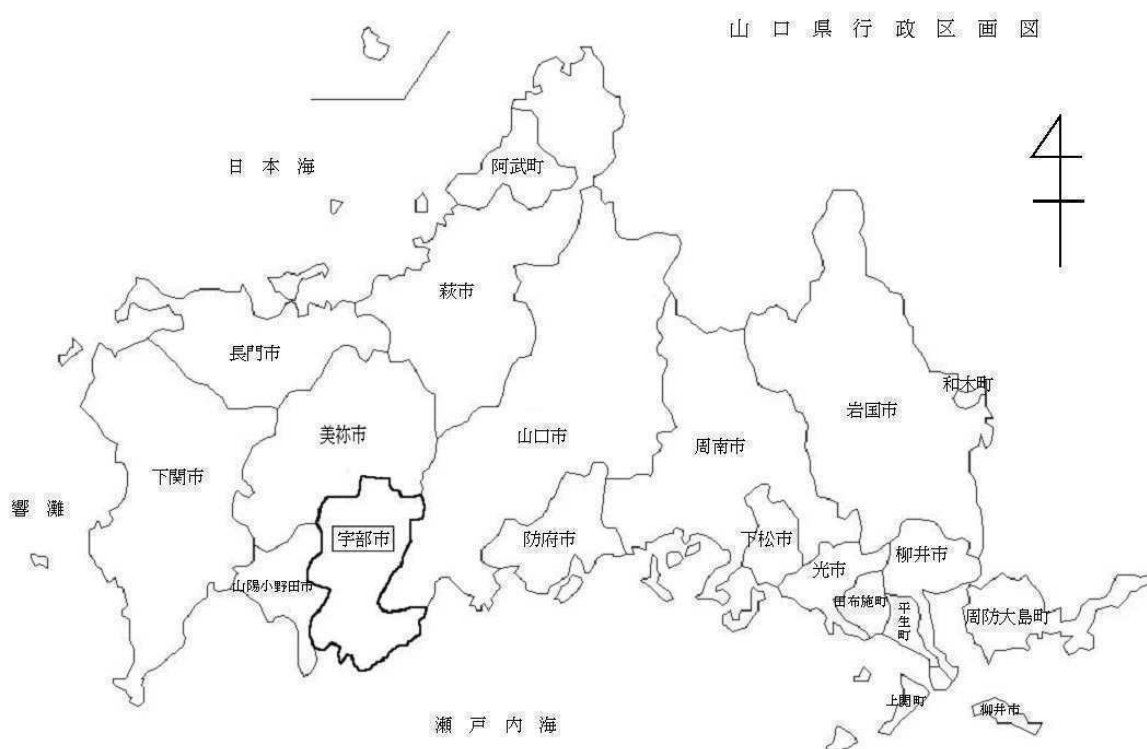 山口県行政区画図
日本海
阿武町
萩市
長門市
和木町
岩国市
美祢市
山口市
周南市
下関市
響灘
宇部市
防府市
下松市
柳井市
光市
山陽小野田市
田布施町
平生町
周防大島町
上関町
柳井市
瀬戸内海